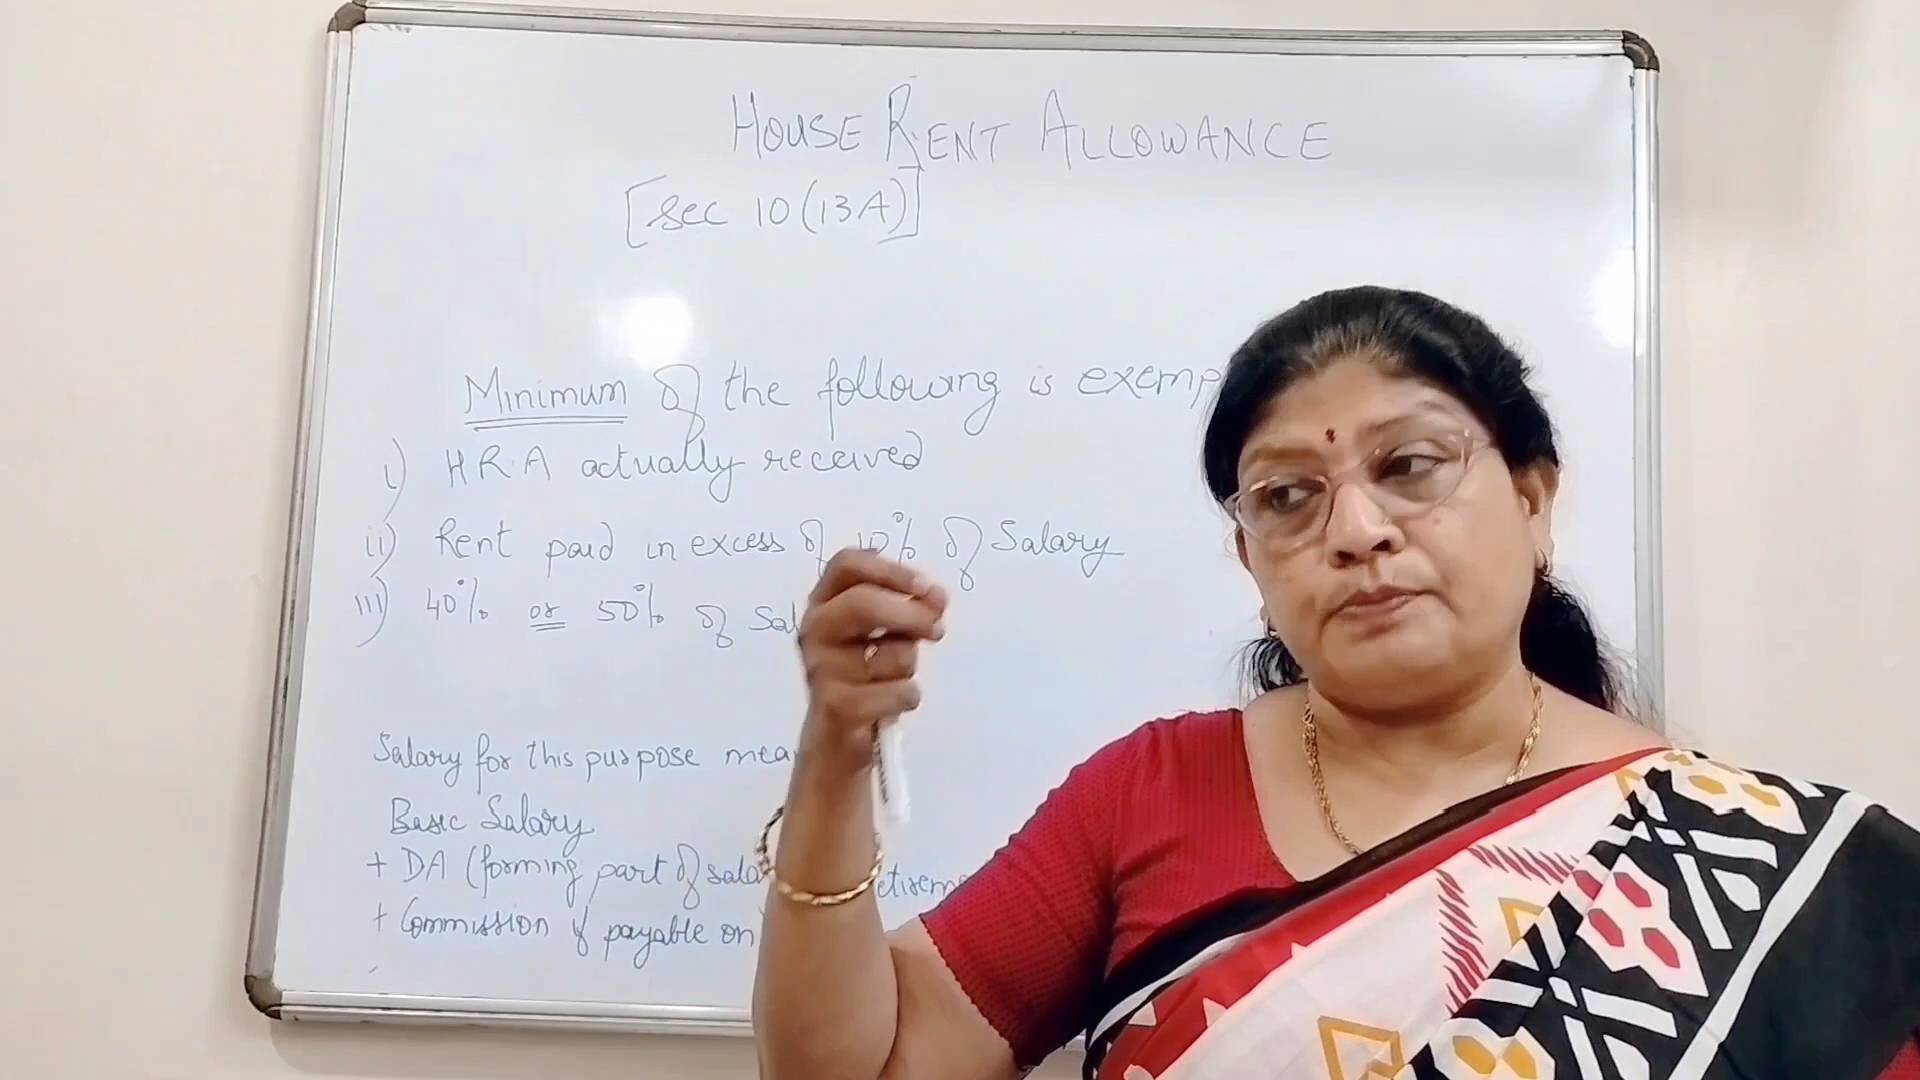 HOUSE RENT ALLOWANCE
[Sec 10(13A)]
Minimum of the following is exemp
i) H.R.A actually received
ii) Rent paid in excess of 10% of Salary
iii) 40% or 50% of Sal
Salary for this purpose mea
Basic Salary
+ DA (forming part of sala etirem
+ Commission if payable on